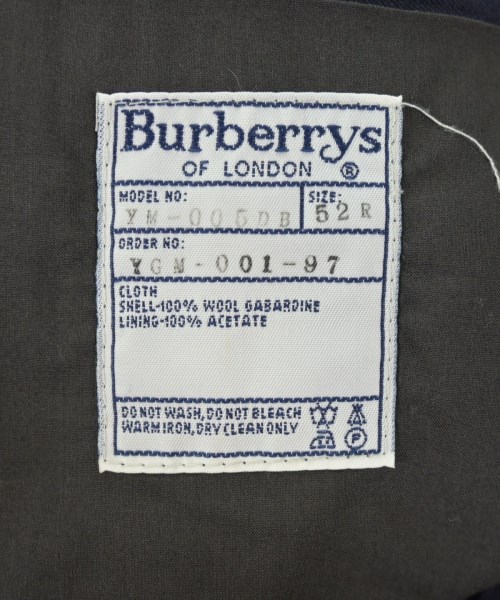 Burberrys
OF LONDON ®
MODEL NO: SIZE:
YM-005DB 52R
ORDER NO:
YGM-001-97
CLOTH
SHELL-100% WOOL GABARDINE
LINING-100% ACETATE
DO NOT WASH, DO NOT BLEACH
WARM IRON, DRY CLEAN ONLY
P